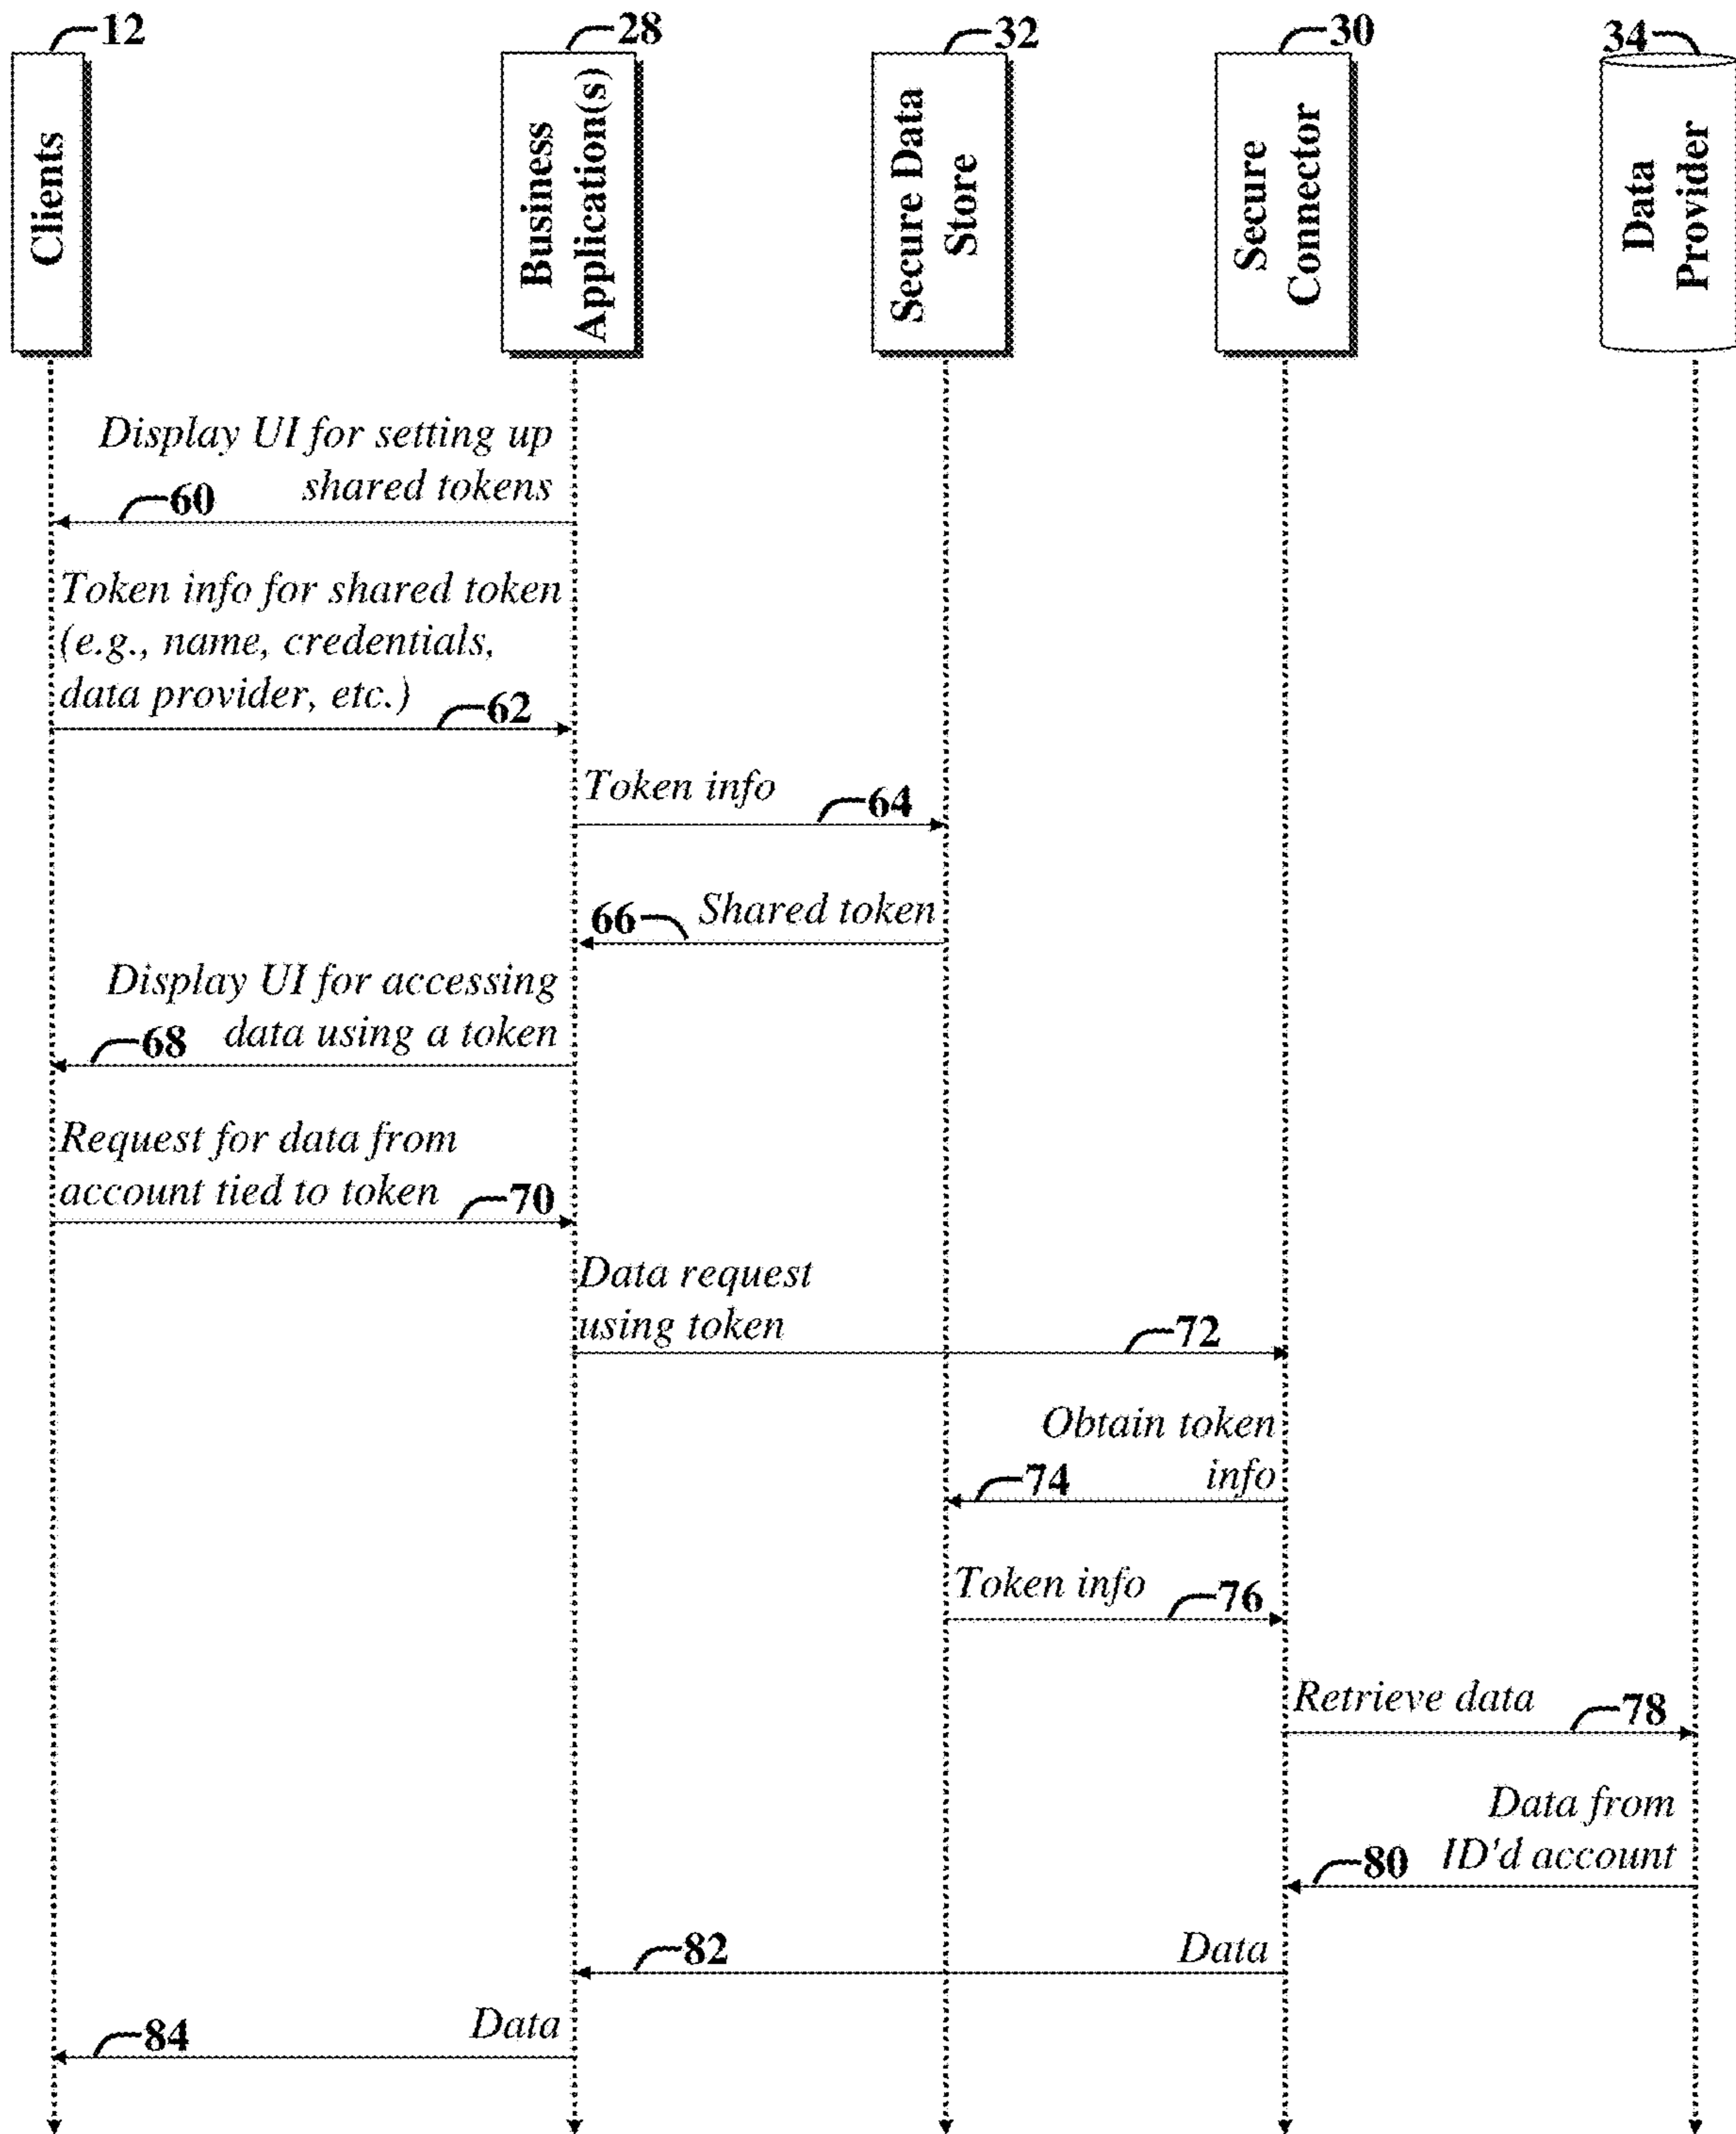 12
28
32
30
34
Clients
Business
Application(s)
Secure Data
Store
Secure
Connector
Data
Provider
Display UI for setting up
shared tokens
60
Token info for shared token
(e.g., name, credentials,
data provider, etc.)
62
Token info
64
66
Shared token
Display UI for accessing
data using a token
68
Request for data from
account tied to token
70
Data request
using token
72
Obtain token
info
74
Token info
76
Retrieve data
78
Data from
ID'd account
80
82
Data
84
Data